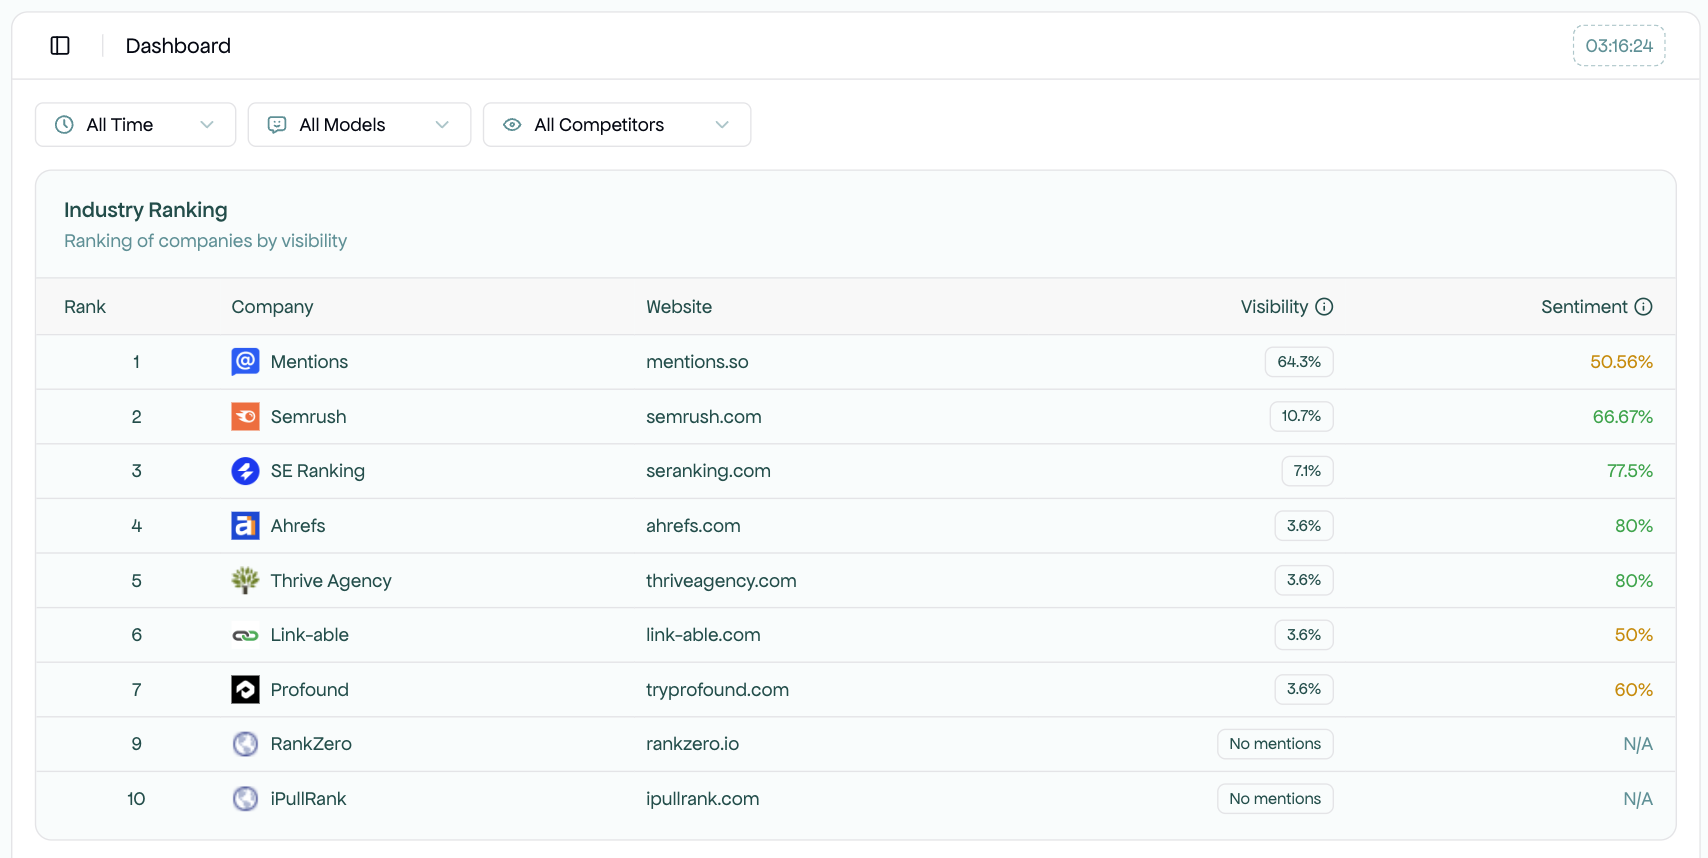 Dashboard
03:16:24
All Time
All Models
All Competitors
Industry Ranking
Ranking of companies by visibility
Rank Company Website Visibility Sentiment
1 Mentions mentions.so 64.3% 50.56%
2 Semrush semrush.com 10.7% 66.67%
3 SE Ranking seranking.com 7.1% 77.5%
4 Ahrefs ahrefs.com 3.6% 80%
5 Thrive Agency thriveagency.com 3.6% 80%
6 Link-able link-able.com 3.6% 50%
7 Profound tryprofound.com 3.6% 60%
9 RankZero rankzero.io No mentions N/A
10 iPullRank ipullrank.com No mentions N/A